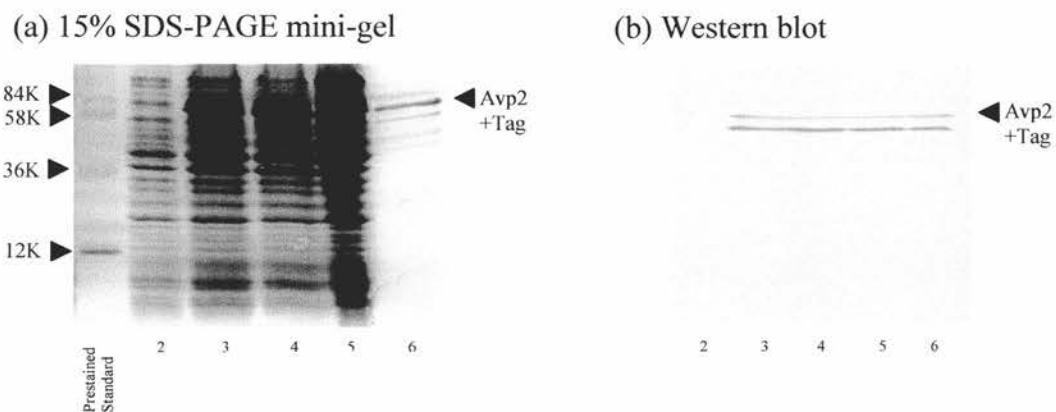 (a) 15% SDS-PAGE mini-gel
84K
58K
36K
12K
Avp2
+Tag
Prestained
Standard
2 3 4 5 6
(b) Western blot
Avp2
+Tag
2 3 4 5 6